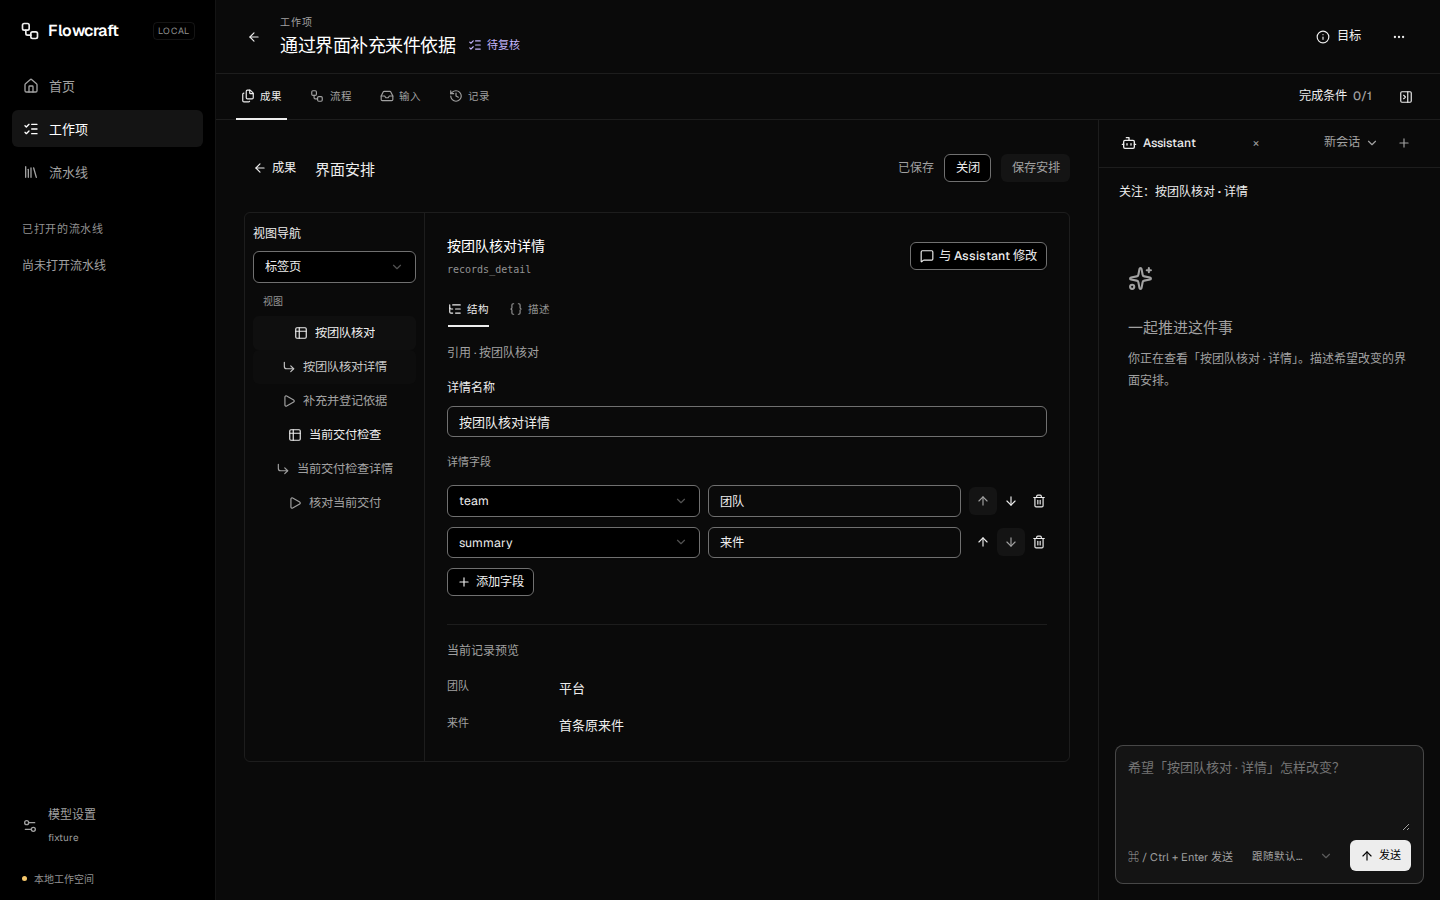 Flowcraft
LOCAL
首页
工作项
流水线
已打开的流水线
尚未打开流水线
模型设置
fixture
本地工作空间
工作项
通过界面补充来件依据
待复核
目标
成果
流程
输入
记录
完成条件 0/1
成果
界面安排
已保存
关闭
保存安排
视图导航
标签页
视图
按团队核对
按团队核对详情
补充并登记依据
当前交付检查
当前交付检查详情
核对当前交付
按团队核对详情
records_detail
与 Assistant 修改
结构
描述
引用 · 按团队核对
详情名称
按团队核对详情
详情字段
team
团队
summary
来件
添加字段
当前记录预览
团队
平台
来件
首条原来件
Assistant
×
新会话
关注：按团队核对 · 详情
一起推进这件事
你正在查看「按团队核对 · 详情」。描述希望改变的界
面安排。
希望「按团队核对 · 详情」怎样改变？
⌘ / Ctrl + Enter 发送
跟随默认...
发送